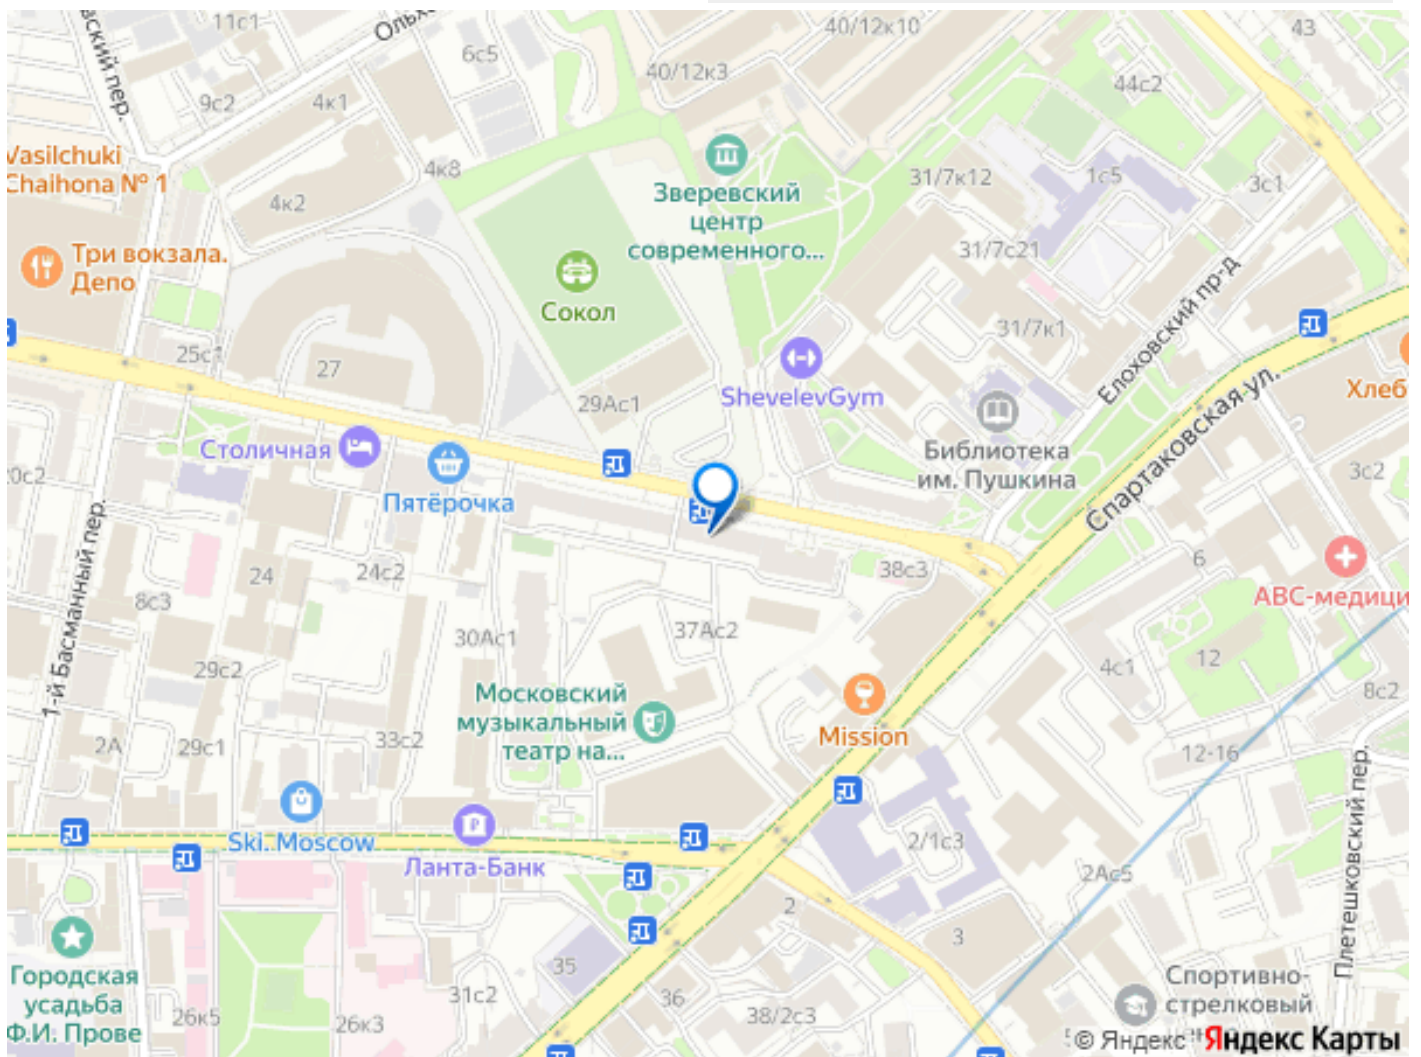 11с1
Ольхо
6с5
40/12к10
43
вский пер.
9с2
4к1
40/12к3
44с2
Vasilchuki
Chaihona № 1
4к8
4к2
Зверевский
центр
современного...
31/7к12
1с5
3с1
31/7с21
Три вокзала.
Депо
Сокол
Елоховский пр-д
31/7к1
25с1
27
29Ас1
ShevelevGym
Спартаковская ул.
Хлеб
Столичная
Библиотека
им. Пушкина
20с2
Пятёрочка
3с2
1-й Басманный пер.
24
24с2
38с3
6
АВС-медици
8с3
30Ас1
37Ас2
29с2
4с1
12
8с2
Московский
музыкальный
театр на...
2А
29с1
33с2
Mission
12-16
Плетешковский пер.
Ski. Moscow
2/1с3
Ланта-Банк
2Ас5
2
3
Городская
усадьба
Ф.И. Прове
35
31с2
36
26к5
26к3
38/2с3
Спортивно-
стрелковый
© Яндекс Яндекс Карты